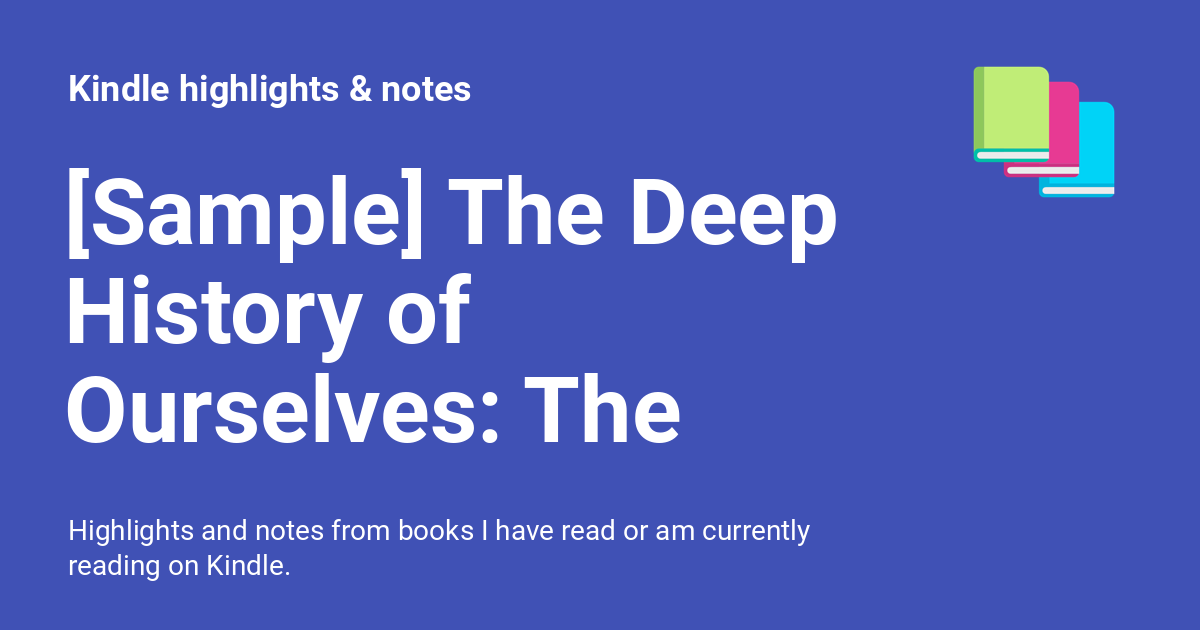 Kindle highlights & notes
[Sample] The Deep
History of
Ourselves: The
Highlights and notes from books I have read or am currently
reading on Kindle.